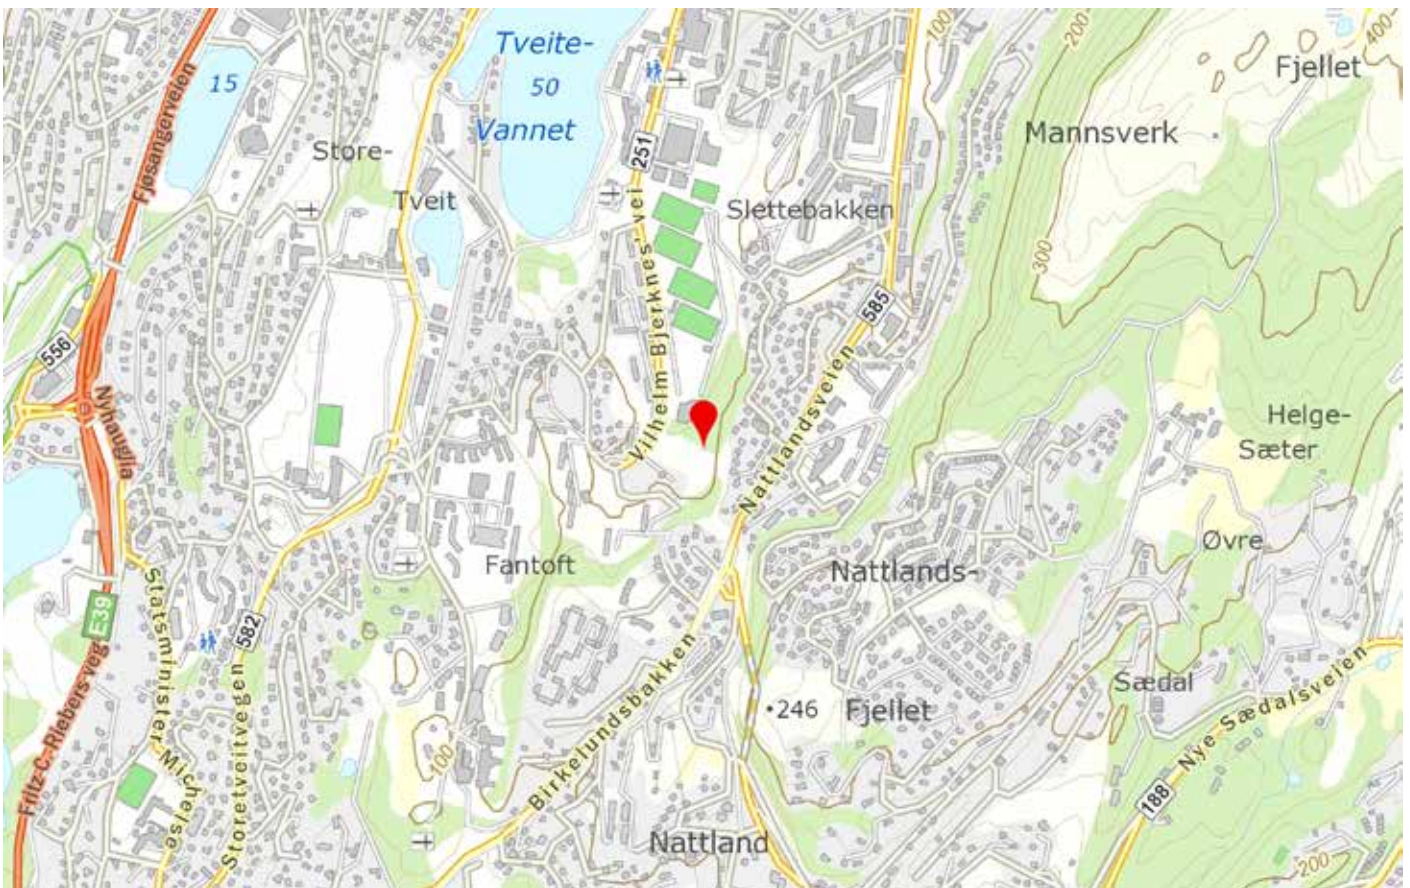 Tveite-
50
Vannet
15
Fjøsangerveien
Store-
Tveit
251
Vilhelm Bjerknes' vei
Slettebakken
100
200
300
400
Fjellet
Mannsverk
556
Nyhauglia
585
Nattlandsveien
Helge-
Sæter
Øvre
Fantoft
Nattlands-
Fjellet
•246
Statsminister Michelse
E39
582
Storetveitvegen
Fritz C. Riebers veg
100
Birkelundsbakken
Nattland
Sædal
Nye Sædalsveien
188
200